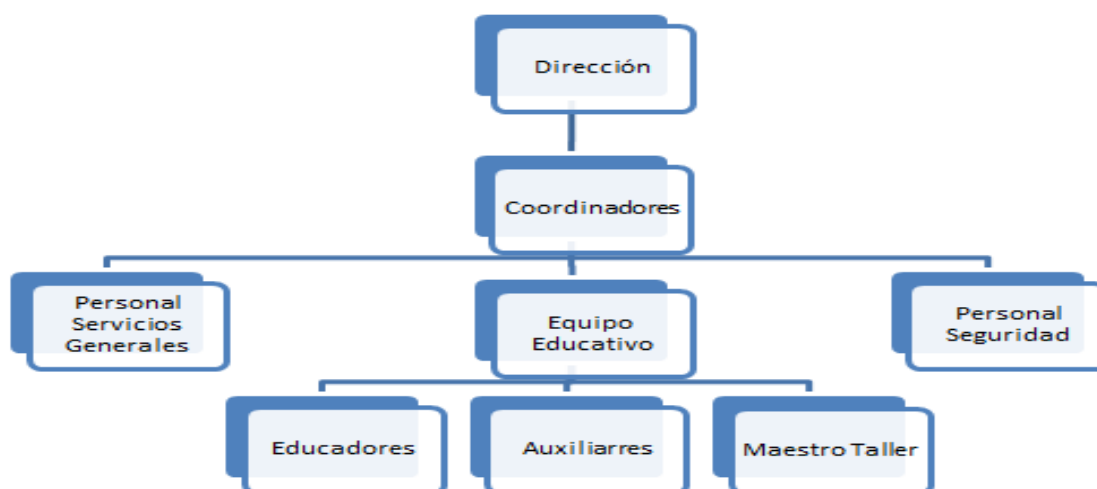 Dirección
Coordinadores
Personal
Servicios
Generales
Equipo
Educativo
Personal
Seguridad
Educadores
Auxiliarres
Maestro Taller